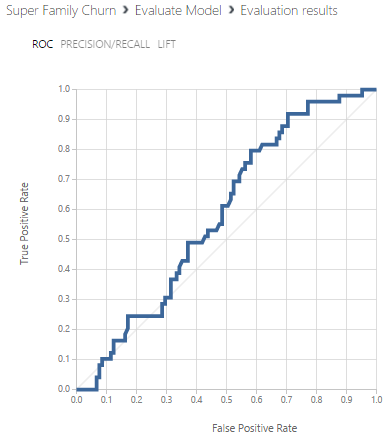 Super Family Churn › Evaluate Model › Evaluation results
ROC PRECISION/RECALL LIFT
True Positive Rate
1.0
0.9
0.8
0.7
0.6
0.5
0.4
0.3
0.2
0.1
0.0
0.0 0.1 0.2 0.3 0.4 0.5 0.6 0.7 0.8 0.9 1.0
False Positive Rate